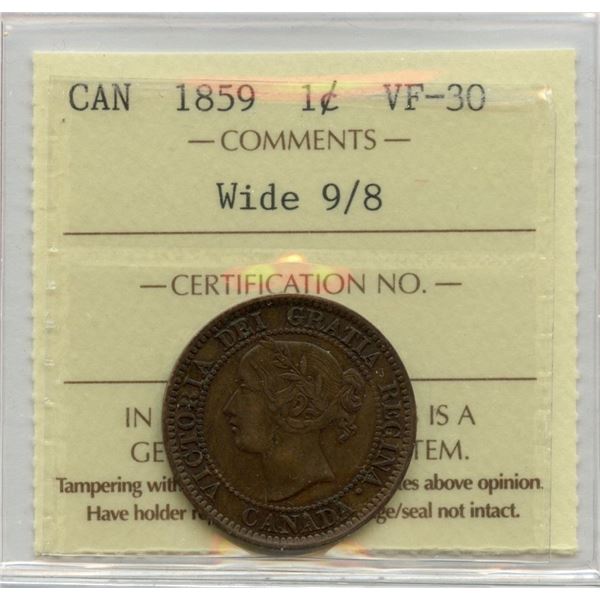 CAN 1859 1¢ VF-30
— COMMENTS —
Wide 9/8
— CERTIFICATION NO. —
VICTORIA DEI GRATIA REGINA.
CANADA
IN IS A
GE TEM.
Tampering with es above opinion.
Have holder ge/seal not intact.